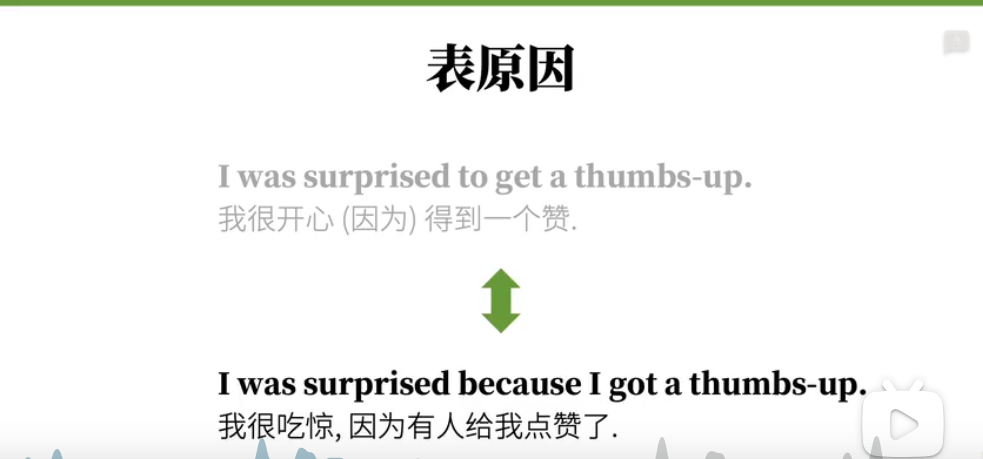 表原因
I was surprised to get a thumbs-up.
我很开心 (因为) 得到一个赞.
I was surprised because I got a thumbs-up.
我很吃惊, 因为有人给我点赞了.